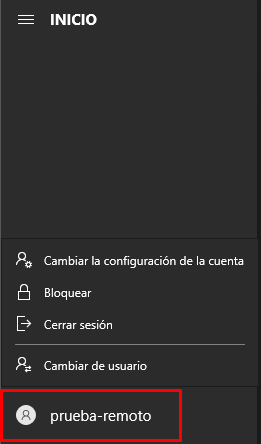 INICIO
Cambiar la configuración de la cuenta
Bloquear
Cerrar sesión
Cambiar de usuario
prueba-remoto